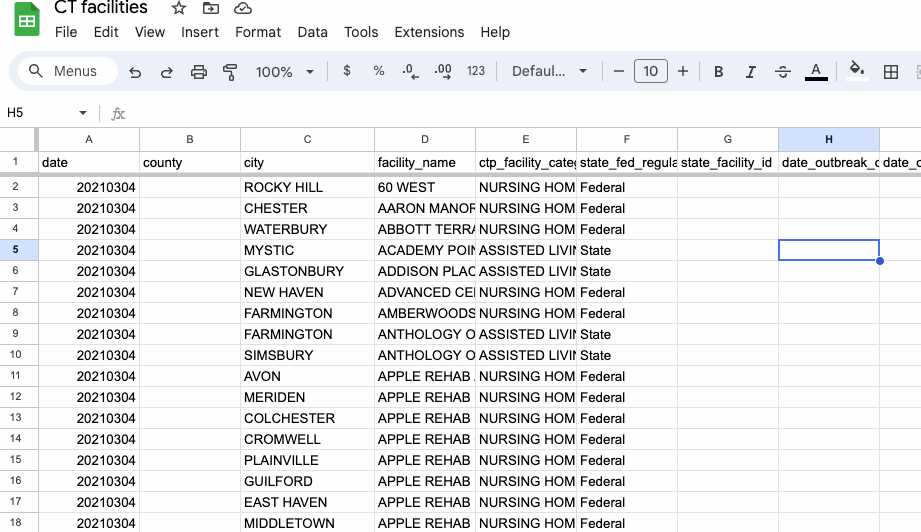 CT facilities
File Edit View Insert Format Data Tools Extensions Help
Menus 100% $ % .0 .00 123 Defaul... 10 B I S A
H5 fx
A B C D E F G H
1 date county city facility_name ctp_facility_cate state_fed_regula state_facility_id date_outbreak_ date_
2 20210304 ROCKY HILL 60 WEST NURSING HOM Federal
3 20210304 CHESTER AARON MANOR NURSING HOM Federal
4 20210304 WATERBURY ABBOTT TERRA NURSING HOM Federal
5 20210304 MYSTIC ACADEMY POIN ASSISTED LIVIN State
6 20210304 GLASTONBURY ADDISON PLAC ASSISTED LIVIN State
7 20210304 NEW HAVEN ADVANCED CE NURSING HOM Federal
8 20210304 FARMINGTON AMBERWOODS NURSING HOM Federal
9 20210304 FARMINGTON ANTHOLOGY O ASSISTED LIVIN State
10 20210304 SIMSBURY ANTHOLOGY O ASSISTED LIVIN State
11 20210304 AVON APPLE REHAB NURSING HOM Federal
12 20210304 MERIDEN APPLE REHAB NURSING HOM Federal
13 20210304 COLCHESTER APPLE REHAB NURSING HOM Federal
14 20210304 CROMWELL APPLE REHAB NURSING HOM Federal
15 20210304 PLAINVILLE APPLE REHAB NURSING HOM Federal
16 20210304 GUILFORD APPLE REHAB NURSING HOM Federal
17 20210304 EAST HAVEN APPLE REHAB NURSING HOM Federal
18 20210304 MIDDLETOWN APPLE REHAB NURSING HOM Federal